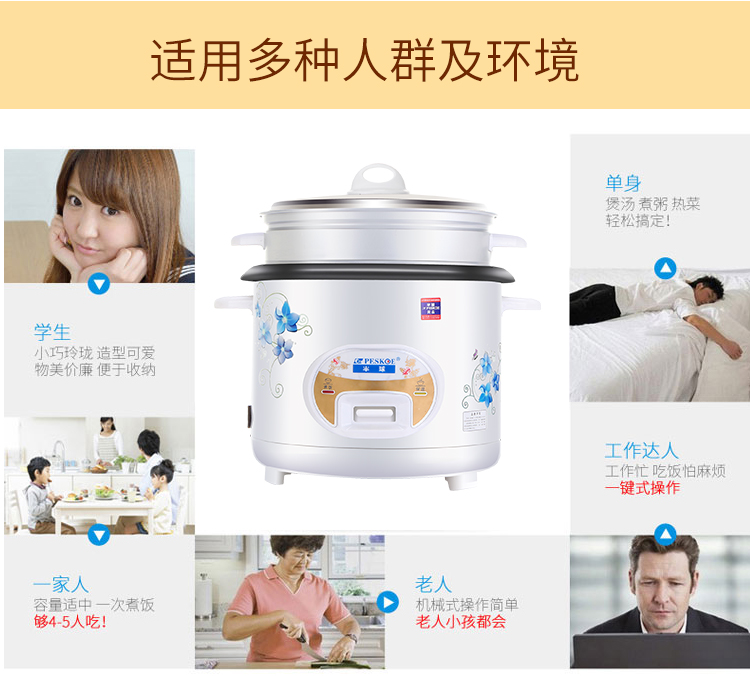 适用多种人群及环境
单身
煲汤 煮粥 热菜
轻松搞定!
学生
小巧玲珑 造型可爱
物美价廉 便于收纳
PESKOE®
半球
工作达人
工作忙 吃饭怕麻烦
一键式操作
一家人
容量适中 一次煮饭
够4-5人吃!
老人
机械式操作简单
老人小孩都会